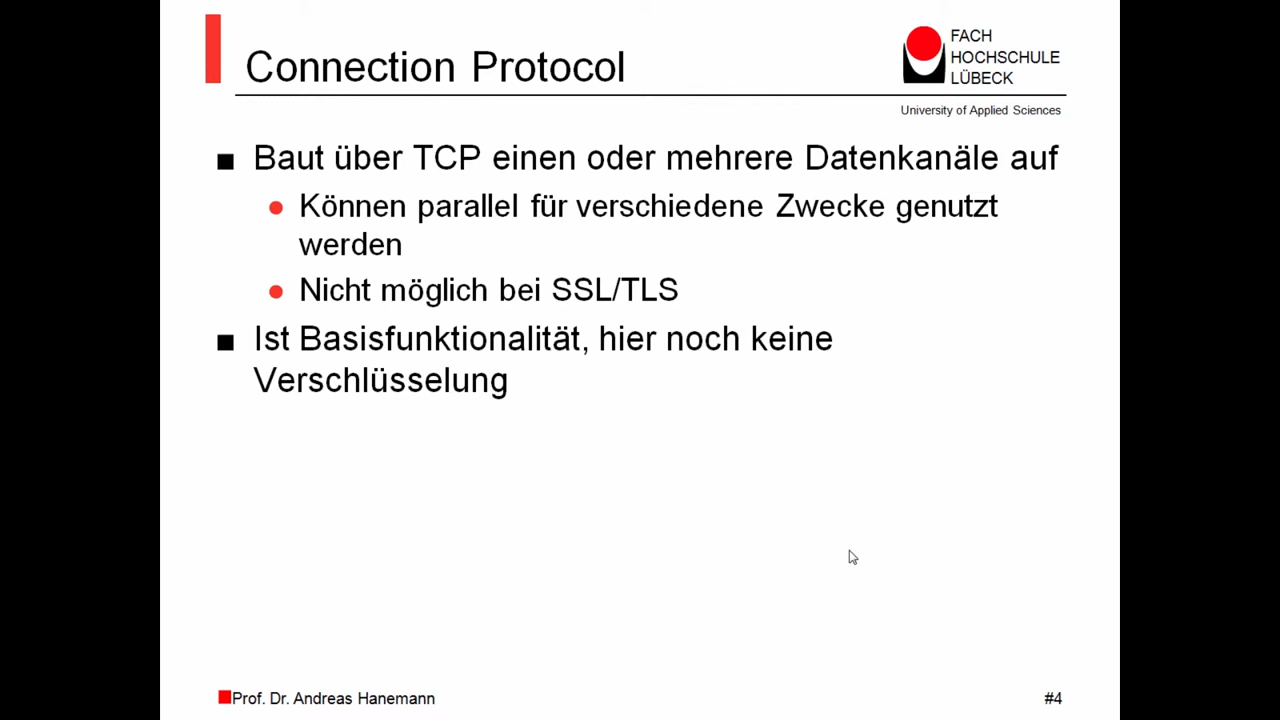 Connection Protocol
FACH
HOCHSCHULE
LÜBECK
University of Applied Sciences
Baut über TCP einen oder mehrere Datenkanäle auf
Können parallel für verschiedene Zwecke genutzt
werden
Nicht möglich bei SSL/TLS
Ist Basisfunktionalität, hier noch keine
Verschlüsselung
Prof. Dr. Andreas Hanemann
#4